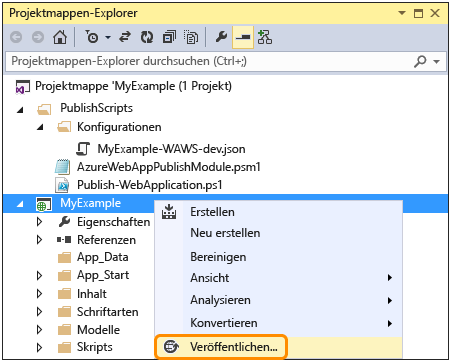 Projektmappen-Explorer
Projektmappen-Explorer durchsuchen (Ctrl+;)
Projektmappe 'MyExample' (1 Projekt)
PublishScripts
Konfigurationen
MyExample-WAWS-dev.json
AzureWebAppPublishModule.psm1
Publish-WebApplication.ps1
MyExample
Eigenschaften
Referenzen
App_Data
App_Start
Inhalt
Schriftarten
Modelle
Skripts
Erstellen
Neu erstellen
Bereinigen
Ansicht
Analysieren
Konvertieren
Veröffentlichen...